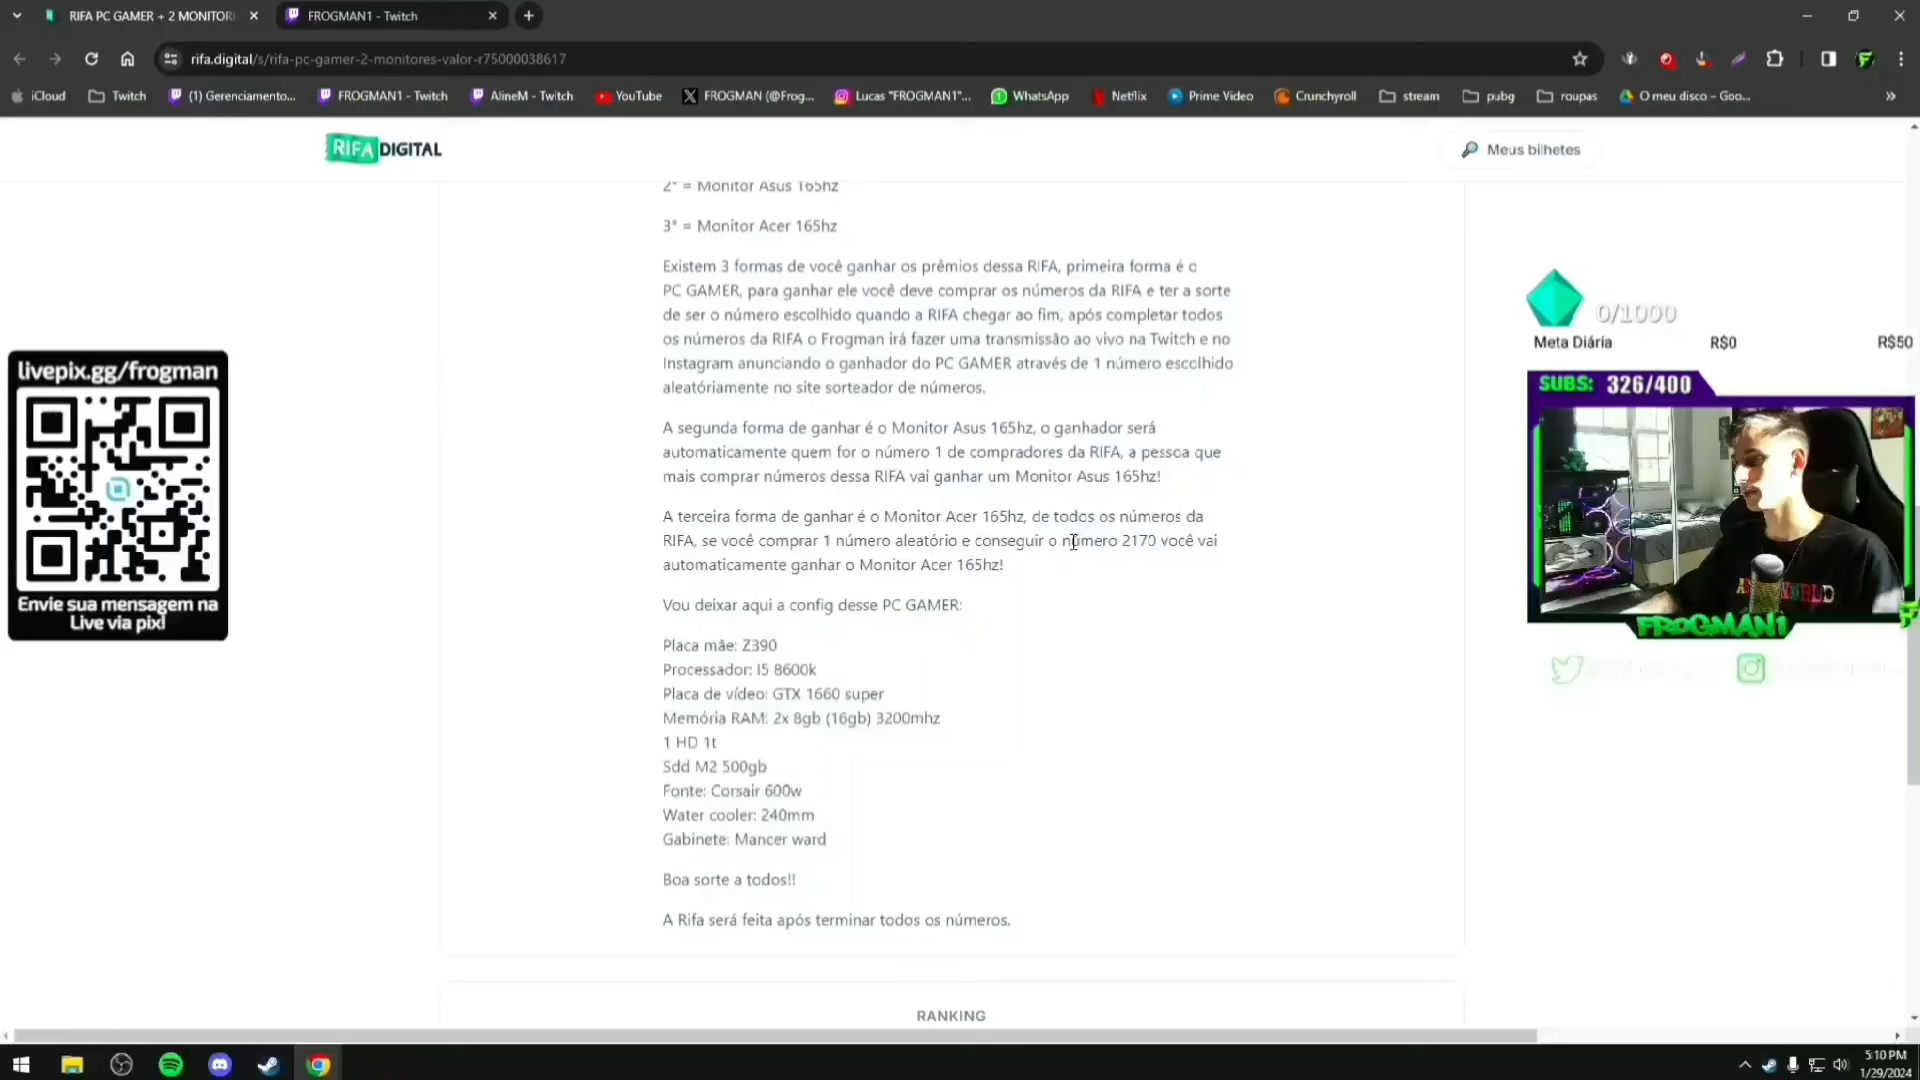 RIFA PC GAMER + 2 MONITORI
FROGMAN1 - Twitch
rifa.digital/s/rifa-pc-gamer-2-monitores-valor-r75000038617
iCloud
Twitch
(1) Gerenciamento...
FROGMAN1 - Twitch
AlineM - Twitch
YouTube
FROGMAN (@Frog...
Lucas "FROGMAN1"...
WhatsApp
Netflix
Prime Video
Crunchyroll
stream
pubg
roupas
O meu disco – Goo...
RIFA DIGITAL
Meus bilhetes
2° = Monitor Asus 165hz
3° = Monitor Acer 165hz
Existem 3 formas de você ganhar os prêmios dessa RIFA, primeira forma é o
PC GAMER, para ganhar ele você deve comprar os números da RIFA e ter a sorte
de ser o número escolhido quando a RIFA chegar ao fim, após completar todos
os números da RIFA o Frogman irá fazer uma transmissão ao vivo na Twitch e no
Instagram anunciando o ganhador do PC GAMER através de 1 número escolhido
aleatóriamente no site sorteador de números.
A segunda forma de ganhar é o Monitor Asus 165hz, o ganhador será
automaticamente quem for o número 1 de compradores da RIFA, a pessoa que
mais comprar números dessa RIFA vai ganhar um Monitor Asus 165hz!
A terceira forma de ganhar é o Monitor Acer 165hz, de todos os números da
RIFA, se você comprar 1 número aleatório e conseguir o número 2170 você vai
automaticamente ganhar o Monitor Acer 165hz!
Vou deixar aqui a config desse PC GAMER:
Placa mãe: Z390
Processador: I5 8600k
Placa de vídeo: GTX 1660 super
Memória RAM: 2x 8gb (16gb) 3200mhz
1 HD 1t
Sdd M2 500gb
Fonte: Corsair 600w
Water cooler: 240mm
Gabinete: Mancer ward
Boa sorte a todos!!
A Rifa será feita após terminar todos os números.
RANKING
livepix.gg/frogman
Envie sua mensagem na
Live via pix!
0/1000
Meta Diária R$0 R$50
SUBS: 326/400
FROGMAN1
5:10 PM
1/29/2024